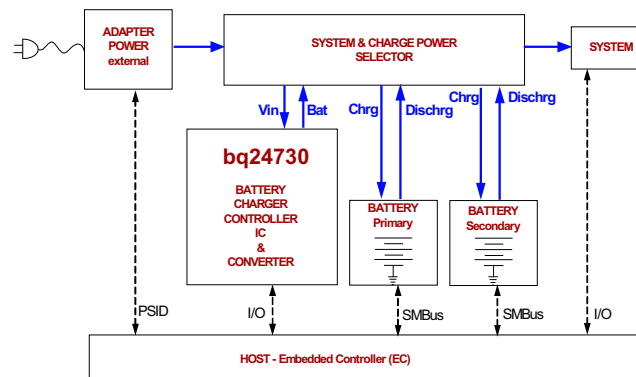 ADAPTER
POWER
external
SYSTEM & CHARGE POWER
SELECTOR
SYSTEM
Vin
Bat
Chrg
Dischrg
Chrg
Dischrg
bq24730
BATTERY
CHARGER
CONTROLLER
IC
&
CONVERTER
BATTERY
Primary
BATTERY
Secondary
PSID
I/O
SMBus
SMBus
I/O
HOST - Embedded Controller (EC)